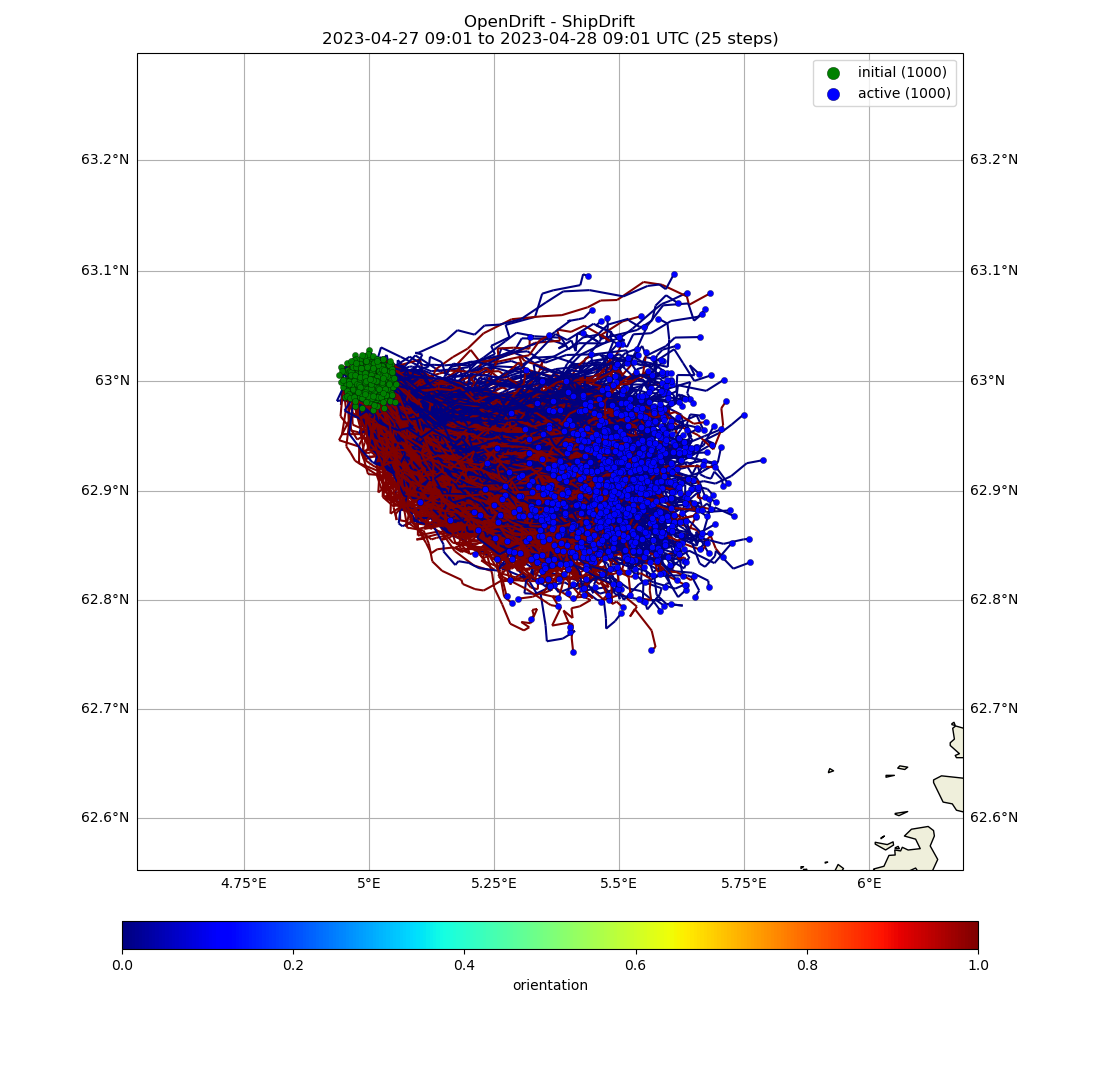 OpenDrift - ShipDrift
2023-04-27 09:01 to 2023-04-28 09:01 UTC (25 steps)
initial (1000)
active (1000)
63.2°N 63.2°N
63.1°N 63.1°N
63°N 63°N
62.9°N 62.9°N
62.8°N 62.8°N
62.7°N 62.7°N
62.6°N 62.6°N
4.75°E 5°E 5.25°E 5.5°E 5.75°E 6°E
0.0 0.2 0.4 0.6 0.8 1.0
orientation